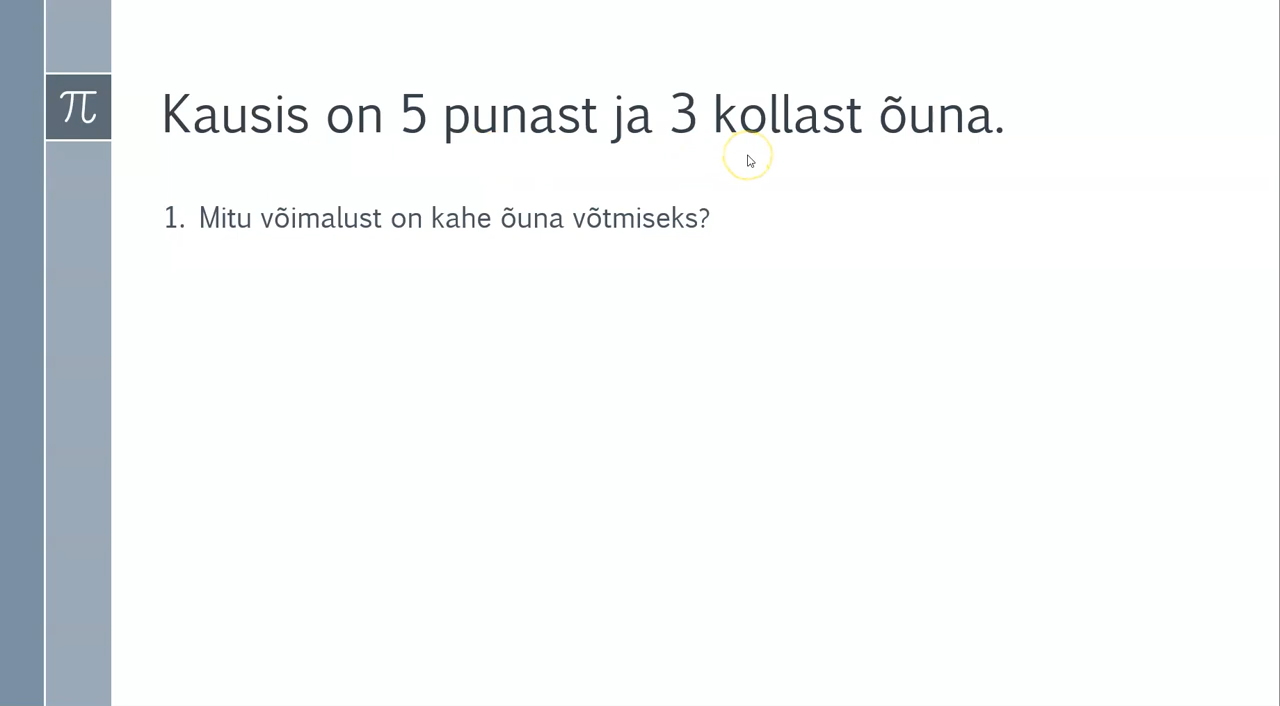 π
Kausis on 5 punast ja 3 kollast õuna.
1. Mitu võimalust on kahe õuna võtmiseks?